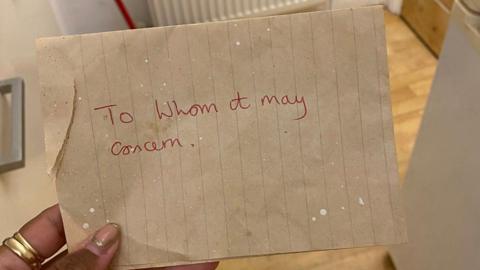 To Whom it may
concern.